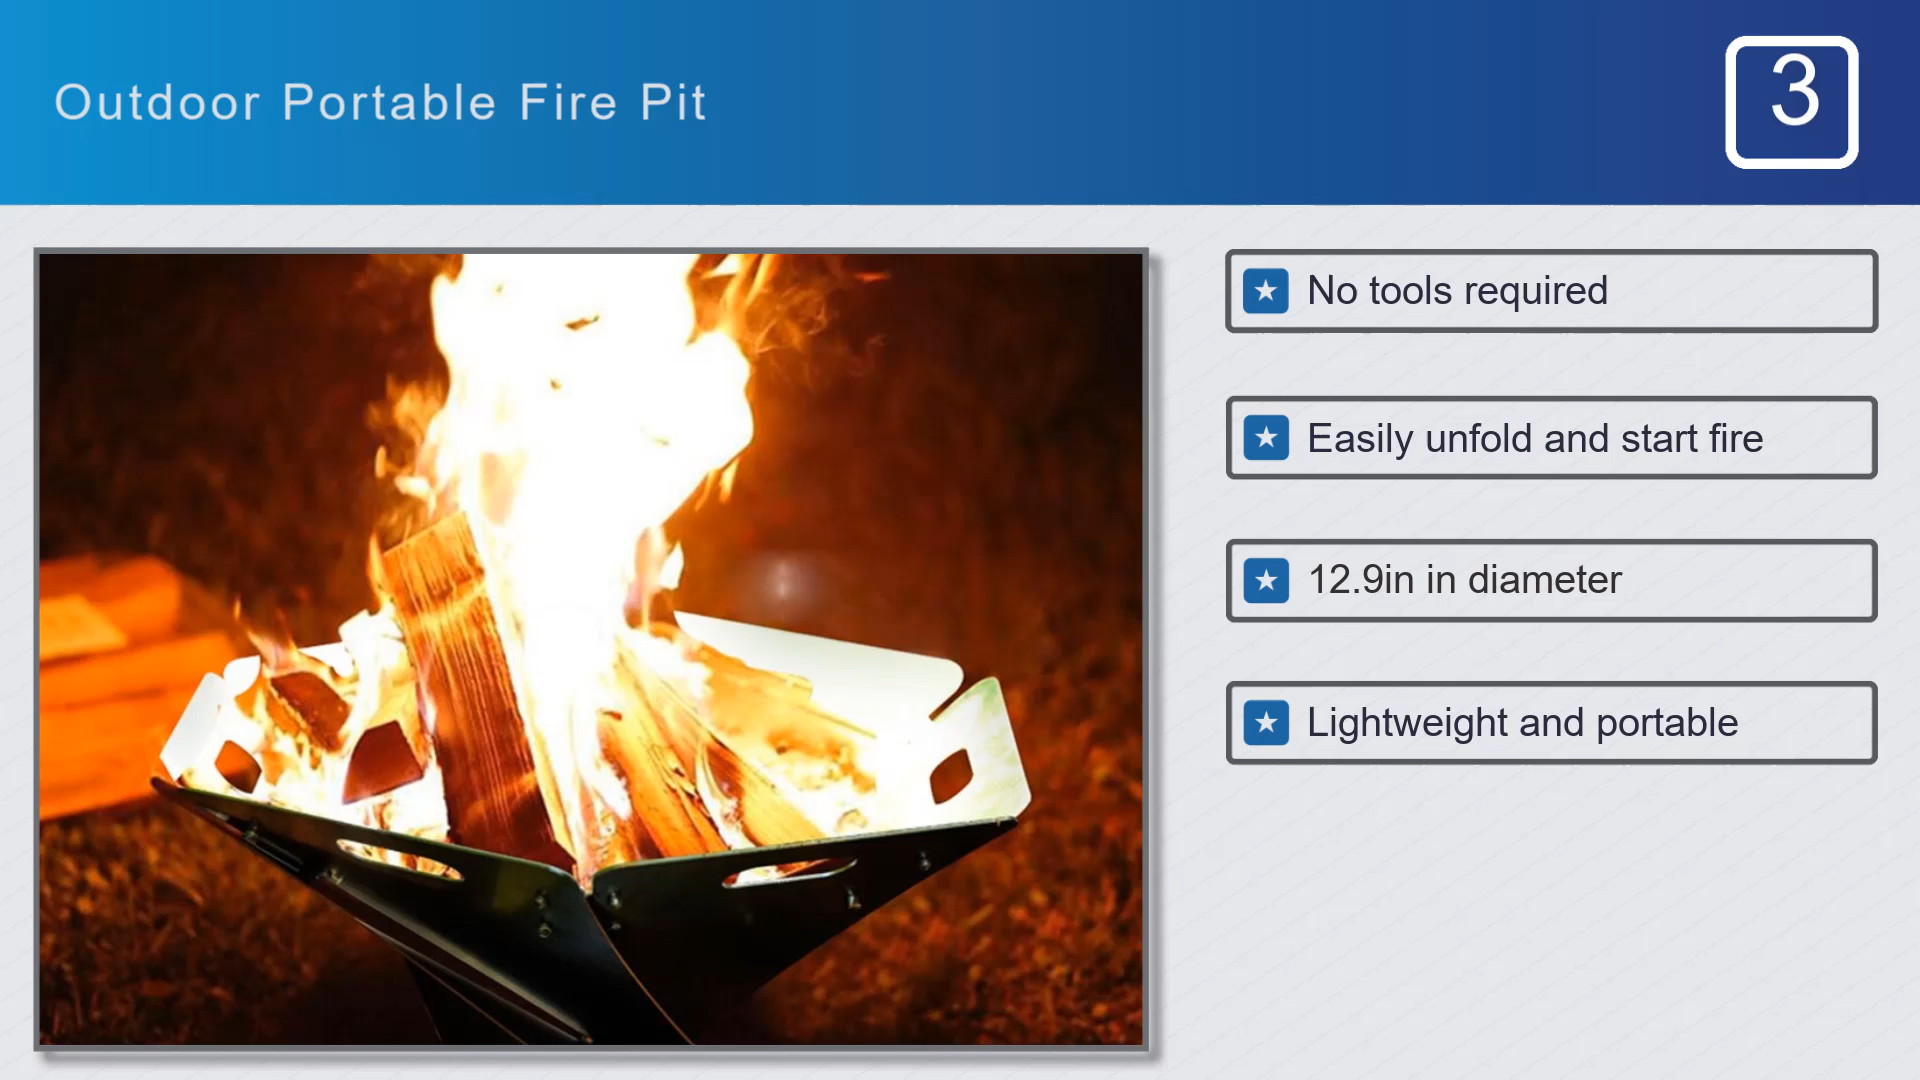 Outdoor Portable Fire Pit
3
No tools required
Easily unfold and start fire
12.9in in diameter
Lightweight and portable